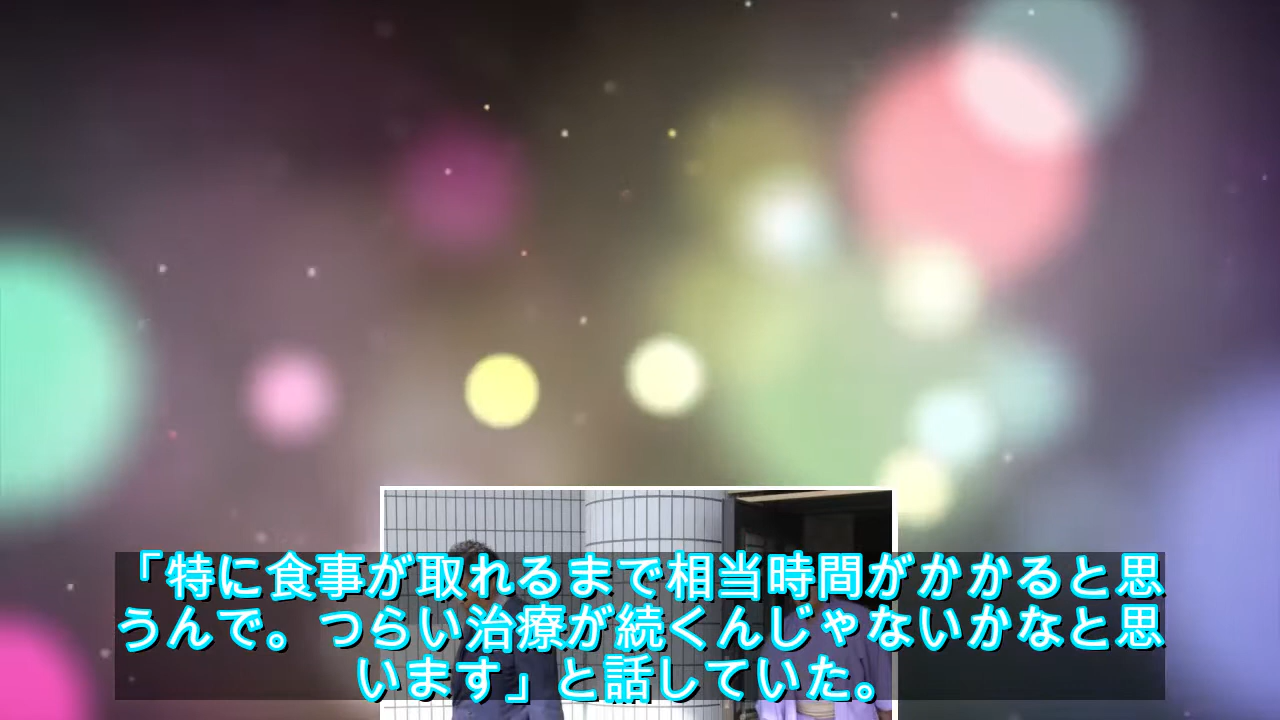 「特に食事が取れるまで相当時間がかかると思
うんで。つらい治療が続くんじゃないかなと思
います」と話していた。